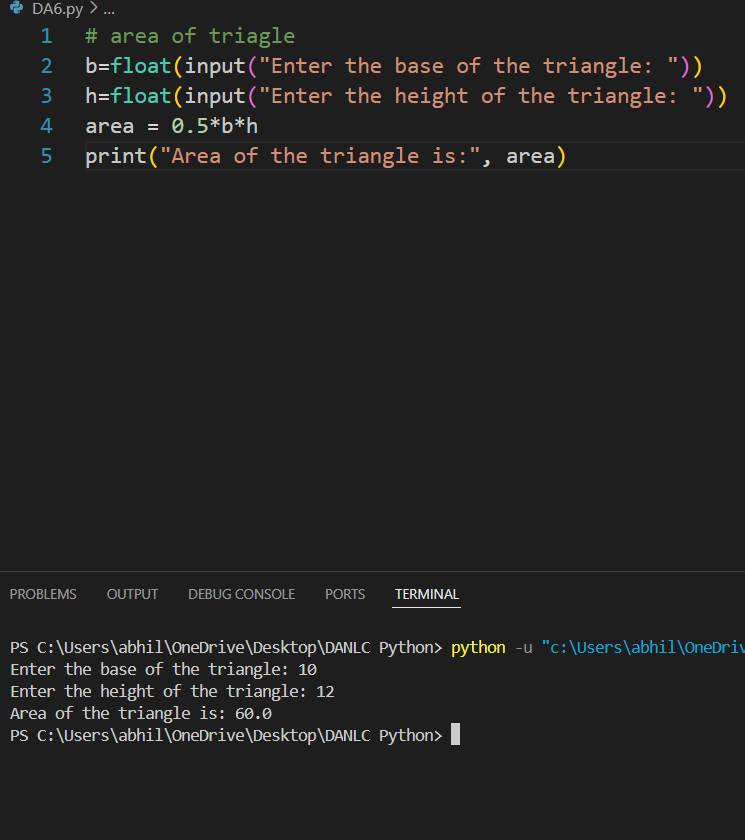 DA6.py > ...
1 # area of triagle
2 b=float(input("Enter the base of the triangle: "))
3 h=float(input("Enter the height of the triangle: "))
4 area = 0.5*b*h
5 print("Area of the triangle is:", area)
PROBLEMS OUTPUT DEBUG CONSOLE PORTS TERMINAL
PS C:\Users\abhil\OneDrive\Desktop\DANLC Python> python -u "c:\Users\abhil\OneDriv
Enter the base of the triangle: 10
Enter the height of the triangle: 12
Area of the triangle is: 60.0
PS C:\Users\abhil\OneDrive\Desktop\DANLC Python>